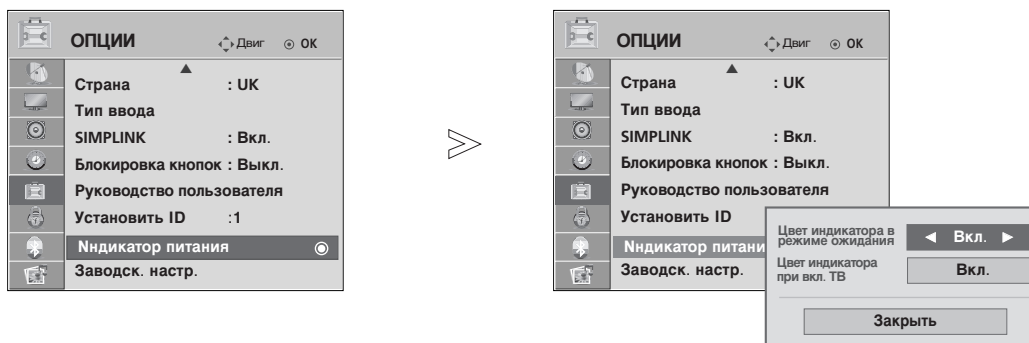 ОПЦИИ Двиг ОК
Страна : UK
Тип ввода
SIMPLINK : Вкл.
Блокировка кнопок : Выкл.
Руководство пользователя
Установить ID :1
Nндикатор питания
Заводск. настр.
ОПЦИИ Двиг ОК
Страна : UK
Тип ввода
SIMPLINK : Вкл.
Блокировка кнопок : Выкл.
Руководство пользователя
Установить ID
Nндикатор питани
Заводск. настр.
Цвет индикатора в
режиме ожидания
◄ Вкл. ►
Цвет индикатора
при вкл. ТВ
Вкл.
Закрыть